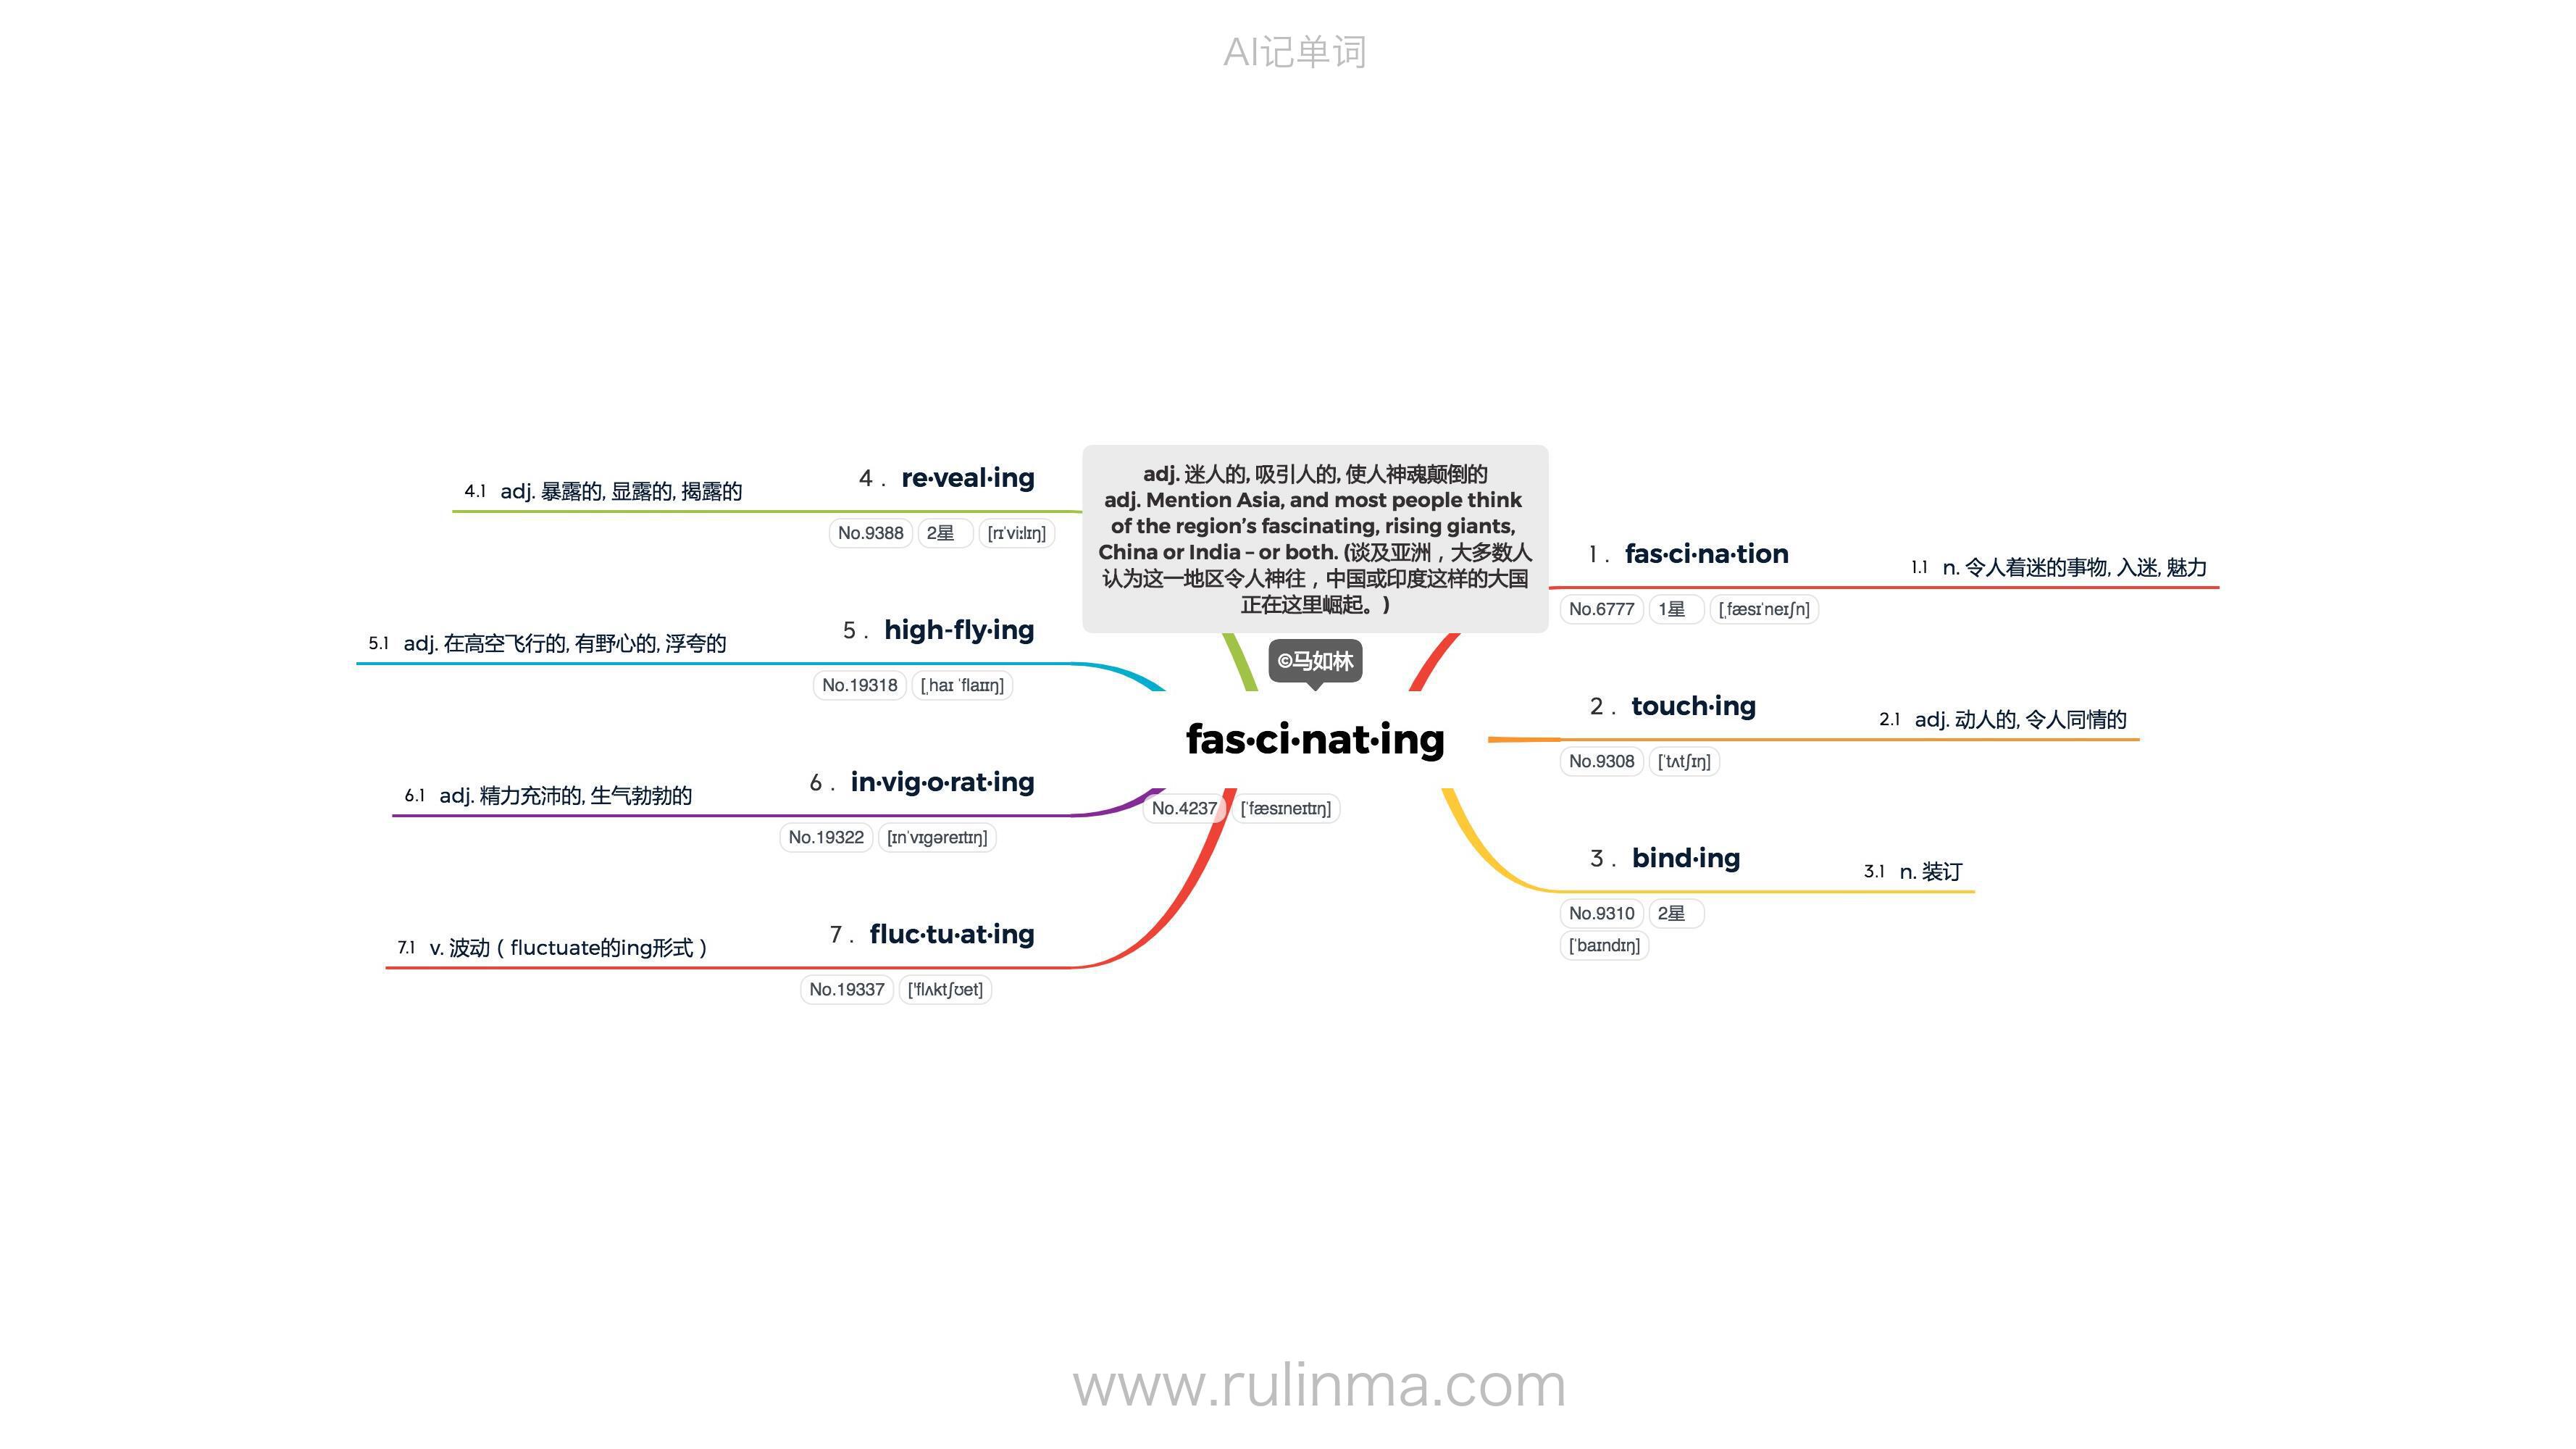 AI记单词
adj. 迷人的, 吸引人的, 使人神魂颠倒的
adj. Mention Asia, and most people think
of the region’s fascinating, rising giants,
China or India – or both. (谈及亚洲，大多数人
认为这一地区令人神往，中国或印度这样的大国
正在这里崛起。)
©马如林
fas·ci·nat·ing
No.4237 [ˈfæsɪneɪtɪŋ]
1 . fas·ci·na·tion
1.1 n. 令人着迷的事物, 入迷, 魅力
No.6777 1星 [ˌfæsɪˈneɪʃn]
2 . touch·ing
2.1 adj. 动人的, 令人同情的
No.9308 [ˈtʌtʃɪŋ]
3 . bind·ing
3.1 n. 装订
No.9310 2星
[ˈbaɪndɪŋ]
4 . re·veal·ing
4.1 adj. 暴露的, 显露的, 揭露的
No.9388 2星 [rɪˈviːlɪŋ]
5 . high-fly·ing
5.1 adj. 在高空飞行的, 有野心的, 浮夸的
No.19318 [ˌhaɪ ˈflaɪɪŋ]
6 . in·vig·o·rat·ing
6.1 adj. 精力充沛的, 生气勃勃的
No.19322 [ɪnˈvɪɡəreɪtɪŋ]
7 . fluc·tu·at·ing
7.1 v. 波动（fluctuate的ing形式）
No.19337 ['flʌktʃʊet]
www.rulinma.com